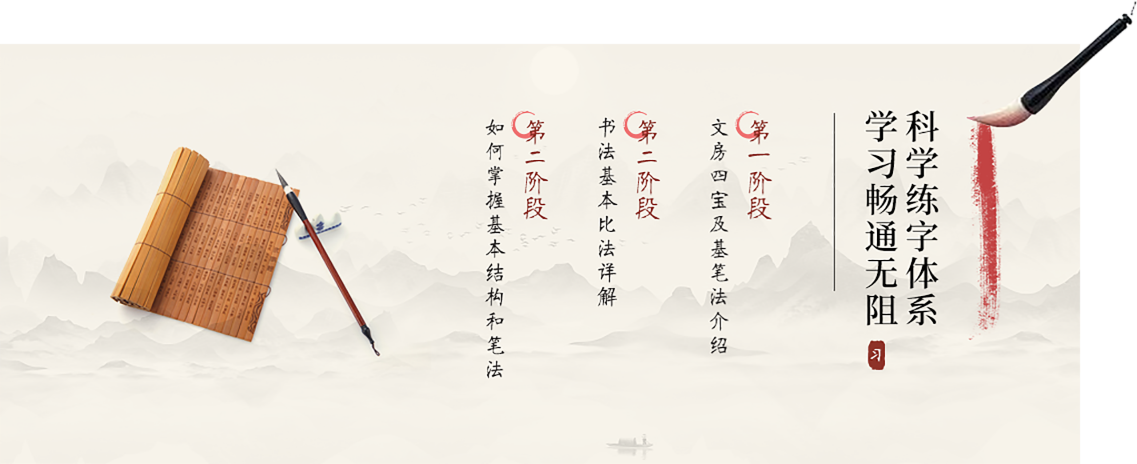 科学练字体系
学习畅通无阻
习
第一阶段
文房四宝及基笔法介绍
第二阶段
书法基本比法详解
第二阶段
如何掌握基本结构和笔法